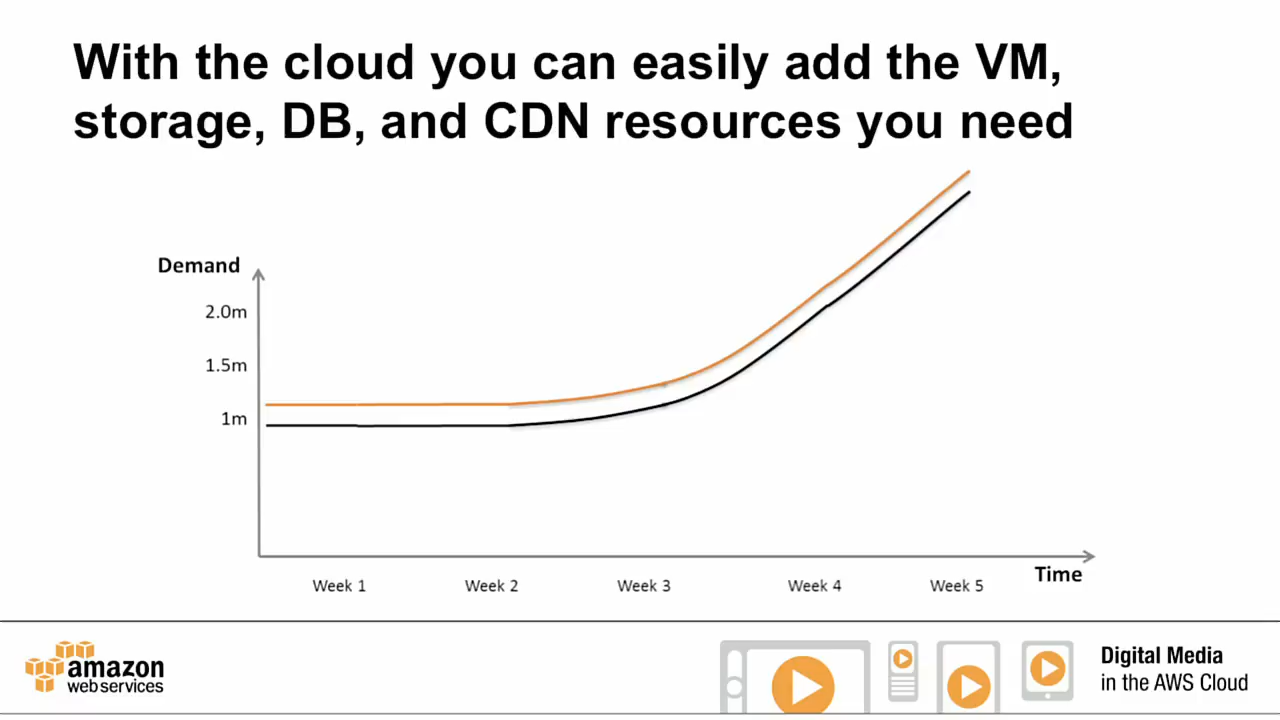 With the cloud you can easily add the VM,
storage, DB, and CDN resources you need
Demand
2.0m
1.5m
1m
Week 1
Week 2
Week 3
Week 4
Week 5
Time
amazon
web services
Digital Media
in the AWS Cloud